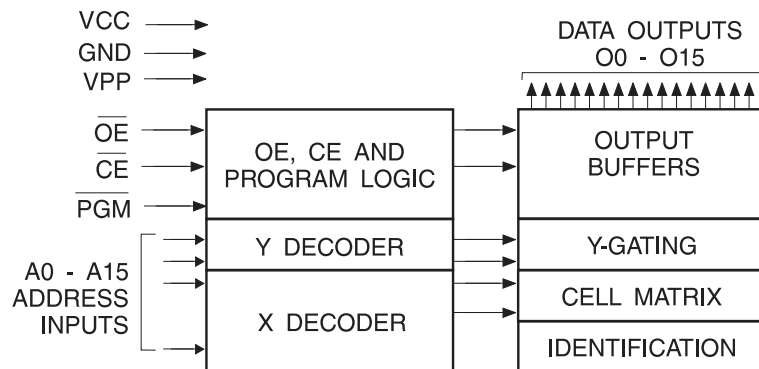 VCC
GND
VPP
OE
CE
PGM
A0 - A15
ADDRESS
INPUTS
OE, CE AND
PROGRAM LOGIC
Y DECODER
X DECODER
DATA OUTPUTS
O0 - O15
OUTPUT
BUFFERS
Y-GATING
CELL MATRIX
IDENTIFICATION